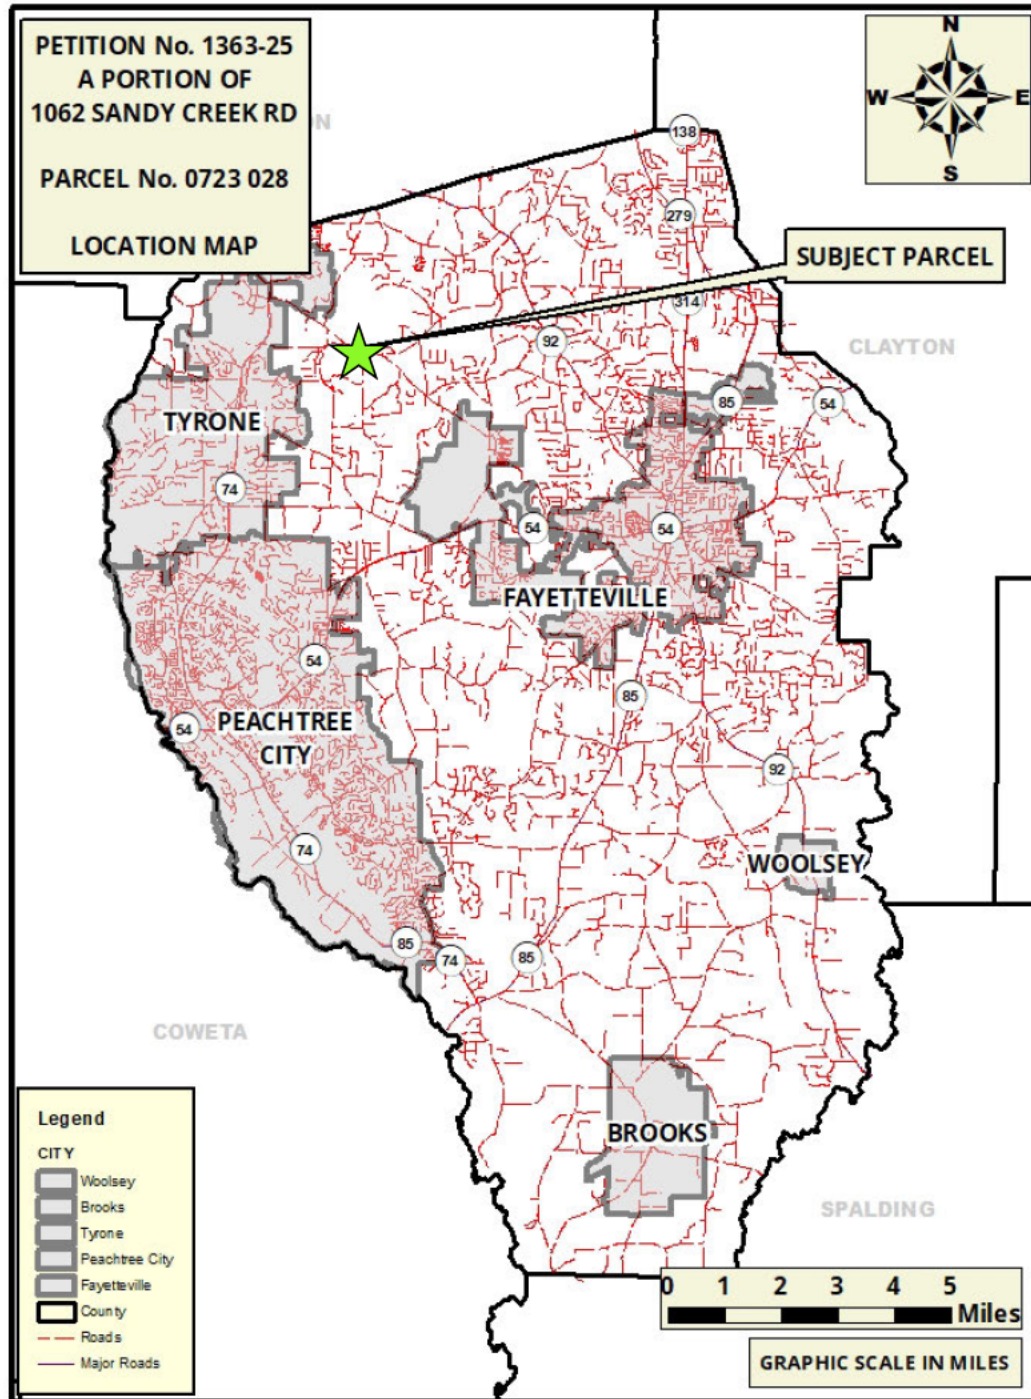 PETITION No. 1363-25
A PORTION OF
1062 SANDY CREEK RD
PARCEL No. 0723 028
LOCATION MAP
N
W
E
S
ON
138
279
SUBJECT PARCEL
314
92
CLAYTON
85
54
TYRONE
74
54
54
FAYETTEVILLE
54
85
54
PEACHTREE
CITY
92
74
WOOLSEY
85
74
85
COWETA
BROOKS
SPALDING
Legend
CITY
Woolsey
Brooks
Tyrone
Peachtree City
Fayetteville
County
Roads
Major Roads
0 1 2 3 4 5
Miles
GRAPHIC SCALE IN MILES